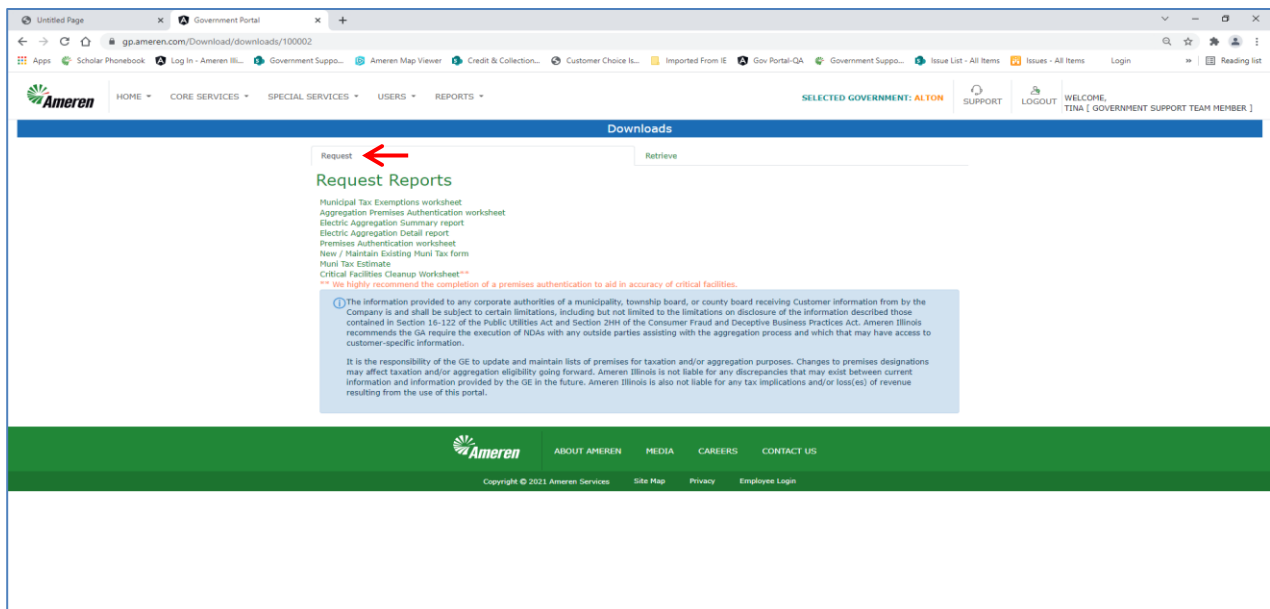 Untitled Page
Government Portal
gp.ameren.com/Download/downloads/100002
Apps
Scholar Phonebook
Log In - Ameren Illi...
Government Suppo...
Ameren Map Viewer
Credit & Collection...
Customer Choice Is...
Imported From IE
Gov Portal-QA
Government Suppo...
Issue List - All Items
Issues - All Items
Login
»
Reading list
Ameren
HOME
CORE SERVICES
SPECIAL SERVICES
USERS
REPORTS
SELECTED GOVERNMENT: ALTON
SUPPORT
LOGOUT
WELCOME,
TINA [ GOVERNMENT SUPPORT TEAM MEMBER ]
Downloads
Request
Retrieve
Request Reports
Municipal Tax Exemptions worksheet
Aggregation Premises Authentication worksheet
Electric Aggregation Summary report
Electric Aggregation Detail report
Premises Authentication worksheet
New / Maintain Existing Muni Tax form
Muni Tax Estimate
Critical Facilities Cleanup Worksheet**
** We highly recommend the completion of a premises authentication to aid in accuracy of critical facilities.
The information provided to any corporate authorities of a municipality, township board, or county board receiving Customer information from by the
Company is and shall be subject to certain limitations, including but not limited to the limitations on disclosure of the information described those
contained in Section 16-122 of the Public Utilities Act and Section 2HH of the Consumer Fraud and Deceptive Business Practices Act. Ameren Illinois
recommends the GA require the execution of NDAs with any outside parties assisting with the aggregation process and which that may have access to
customer-specific information.
It is the responsibility of the GE to update and maintain lists of premises for taxation and/or aggregation purposes. Changes to premises designations
may affect taxation and/or aggregation eligibility going forward. Ameren Illinois is not liable for any discrepancies that may exist between current
information and information provided by the GE in the future. Ameren Illinois is also not liable for any tax implications and/or loss(es) of revenue
resulting from the use of this portal.
Ameren
ABOUT AMEREN
MEDIA
CAREERS
CONTACT US
Copyright © 2021 Ameren Services
Site Map
Privacy
Employee Login